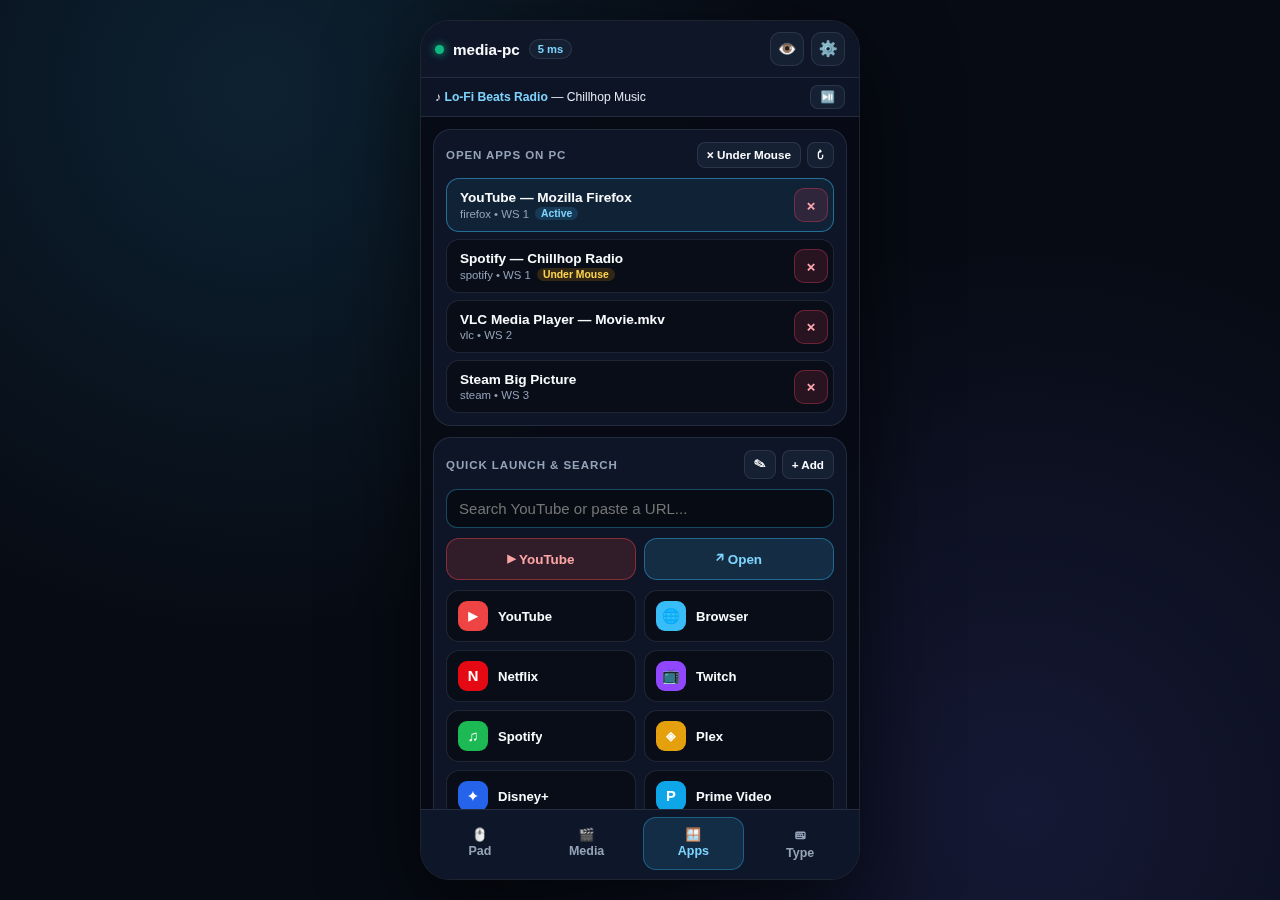 media-pc 5 ms
♪ Lo-Fi Beats Radio — Chillhop Music
OPEN APPS ON PC
× Under Mouse
YouTube — Mozilla Firefox
firefox • WS 1 Active
Spotify — Chillhop Radio
spotify • WS 1 Under Mouse
VLC Media Player — Movie.mkv
vlc • WS 2
Steam Big Picture
steam • WS 3
QUICK LAUNCH & SEARCH
+ Add
Search YouTube or paste a URL...
▶ YouTube
↗ Open
YouTube
Browser
N Netflix
Twitch
Spotify
Plex
Disney+
P Prime Video
Pad
Media
Apps
Type